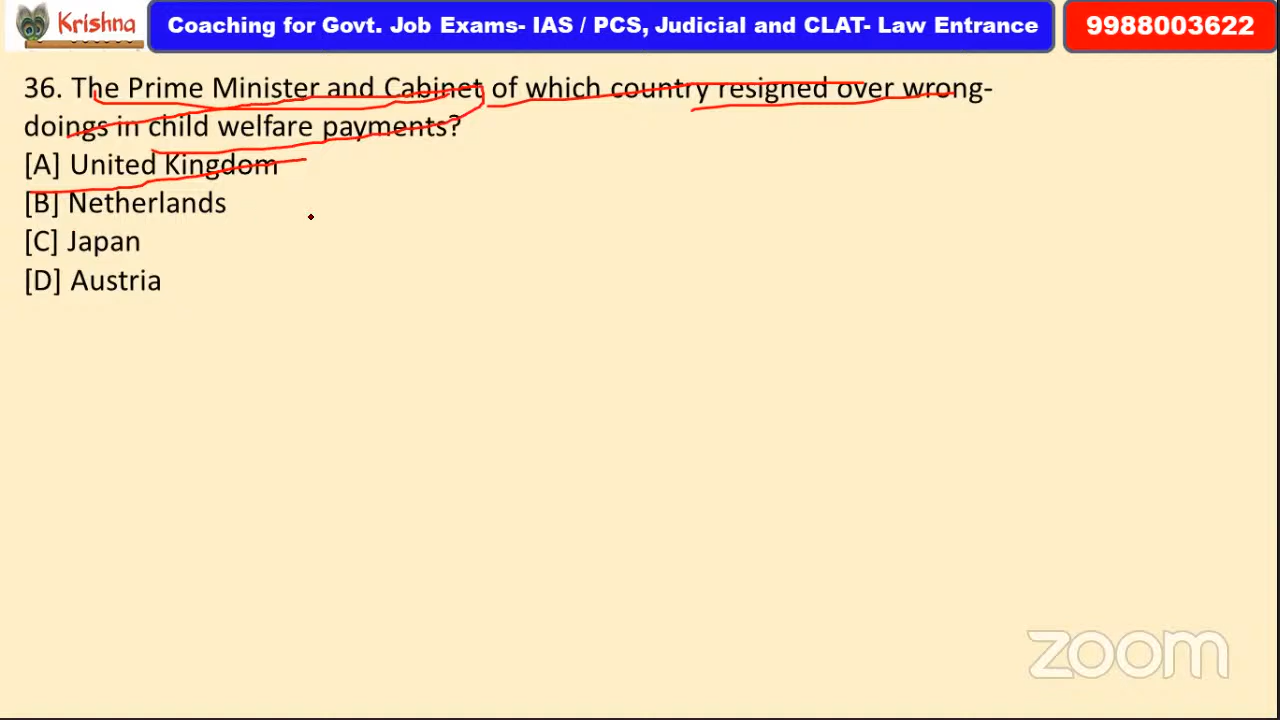 Krishna
Coaching for Govt. Job Exams- IAS / PCS, Judicial and CLAT- Law Entrance
9988003622
36. The Prime Minister and Cabinet of which country resigned over wrong-
doings in child welfare payments?
[A] United Kingdom
[B] Netherlands
[C] Japan
[D] Austria
zoom